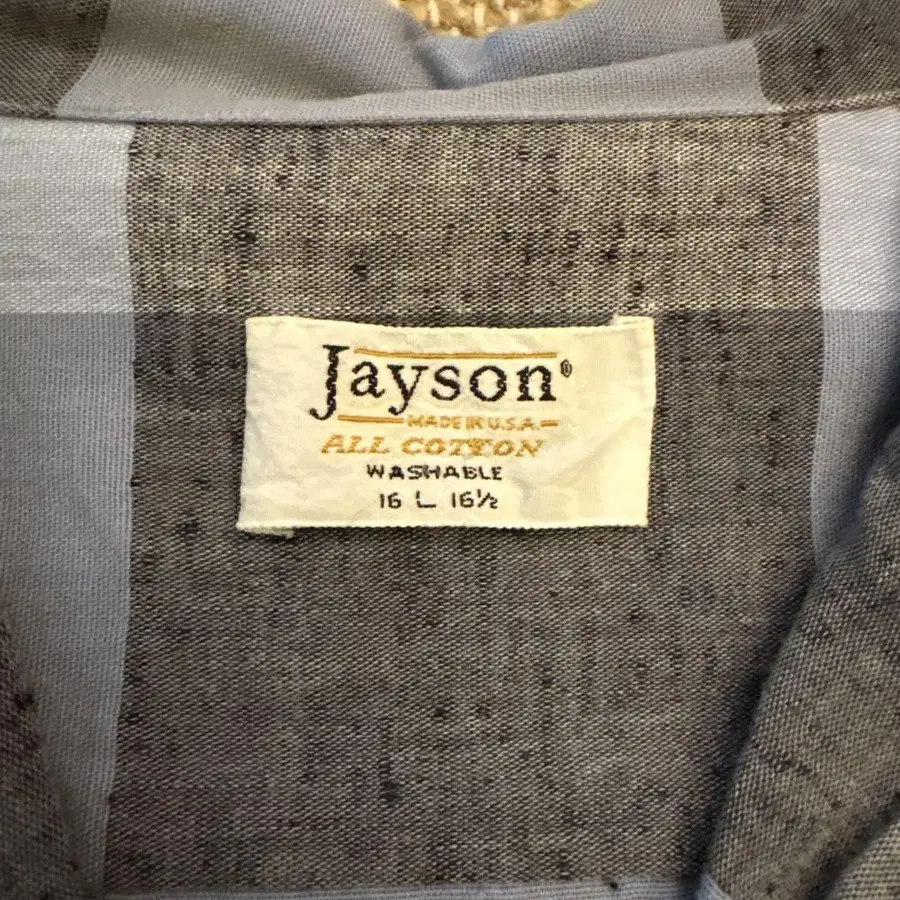 Jayson®
MADE IN U.S.A.
ALL COTTON
WASHABLE
16 L 16½